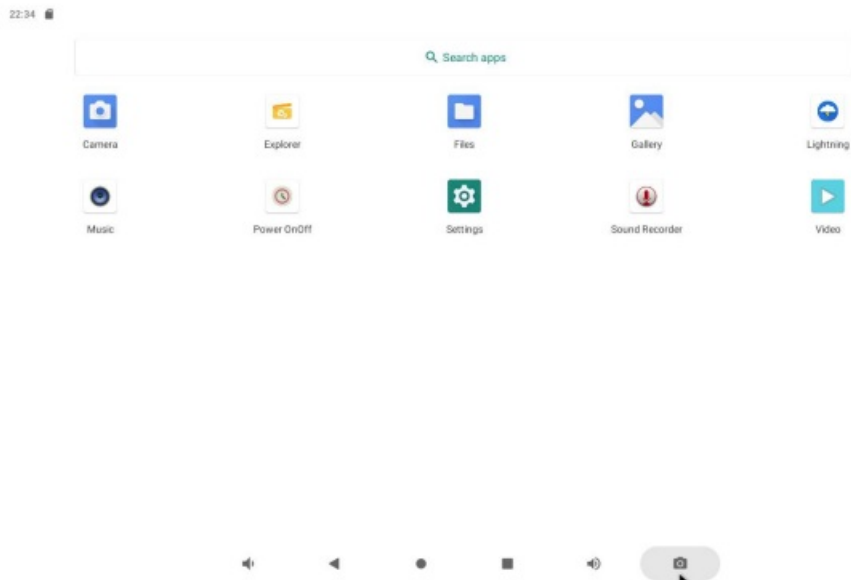 22:34
Search apps
Camera Explorer Files Gallery Lightning
Music Power OnOff Settings Sound Recorder Video